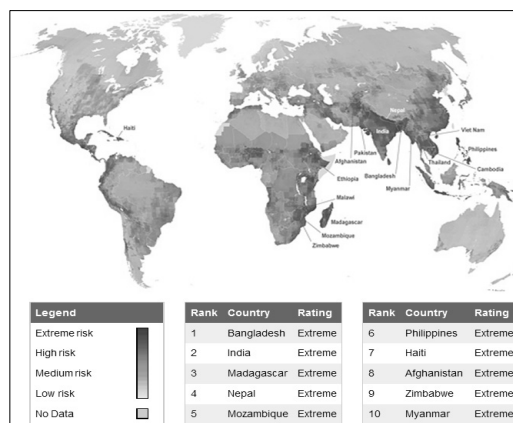 Haiti
Nepal
India
Pakistan
Afghanistan
Ethiopia
Bangladesh
Myanmar
Thailand
Viet Nam
Philippines
Cambodia
Malawi
Madagascar
Mozambique
Zimbabwe
Legend
Extreme risk
High risk
Medium risk
Low risk
No Data
Rank Country Rating
1 Bangladesh Extreme
2 India Extreme
3 Madagascar Extreme
4 Nepal Extreme
5 Mozambique Extreme
Rank Country Rating
6 Philippines Extreme
7 Haiti Extreme
8 Afghanistan Extreme
9 Zimbabwe Extreme
10 Myanmar Extreme